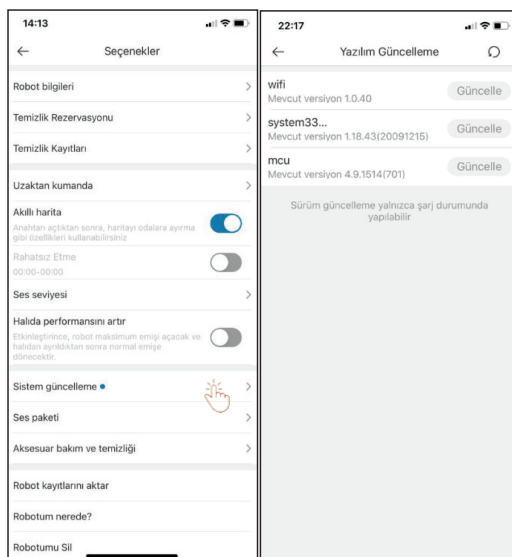 14:13
Seçenekler
Robot bilgileri
Temizlik Rezervasyonu
Temizlik Kayıtları
Uzaktan kumanda
Akıllı harita
Anahtarı açtıktan sonra, haritayı odalara ayırma
gibi özellikleri kullanabilirsiniz
Rahatsız Etme
00:00-00:00
Ses seviyesi
Halıda performansını artır
Etkinleştirince, robot maksimum emişi açacak ve
halıdan ayrıldıktan sonra normal emişe
dönecektir.
Sistem güncelleme
Ses paketi
Aksesuar bakım ve temizliği
Robot kayıtlarını aktar
Robotum nerede?
Robotumu Sil
22:17
Yazılım Güncelleme
wifi
Mevcut versiyon 1.0.40
Güncelle
system33...
Mevcut versiyon 1.18.43(20091215)
Güncelle
mcu
Mevcut versiyon 4.9.1514(701)
Güncelle
Sürüm güncelleme yalnızca şarj durumunda
yapılabilir